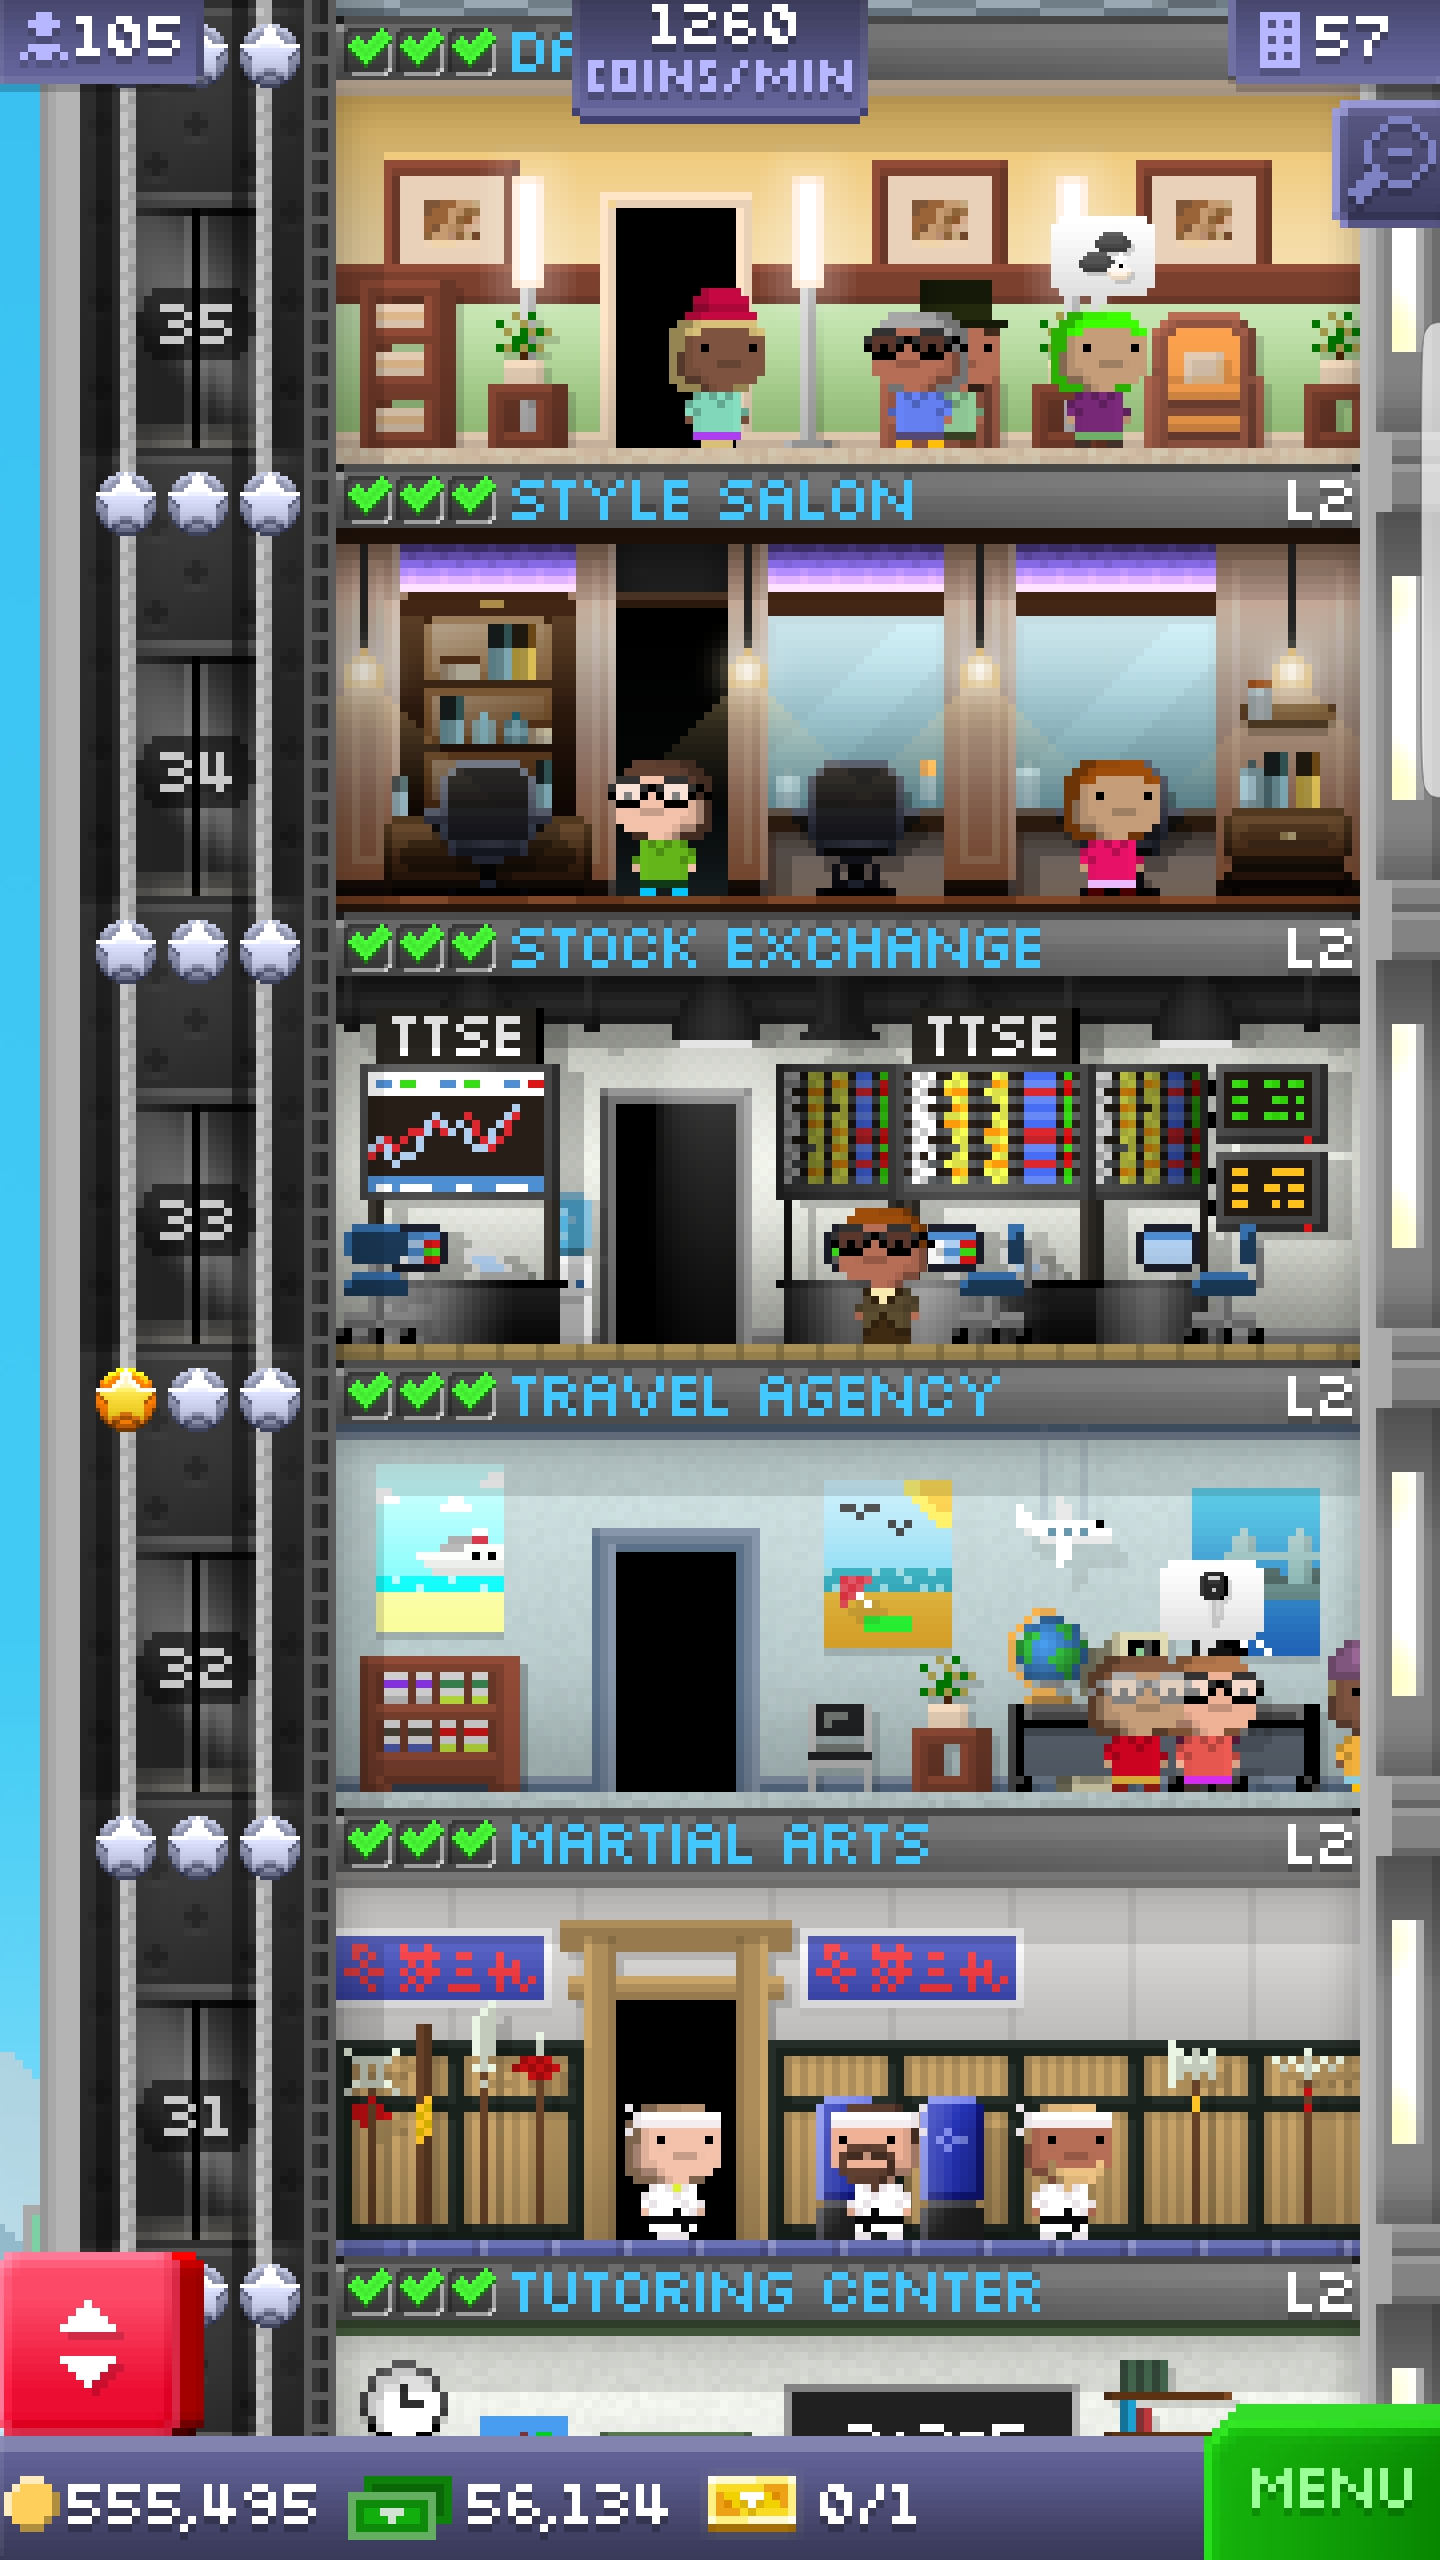 105
1260
COINS/MIN
57
35
STYLE SALON L2
34
STOCK EXCHANGE L2
TTSE TTSE
33
TRAVEL AGENCY L2
32
MARTIAL ARTS L2
31
TUTORING CENTER L2
555,495 56,134 0/1
MENU